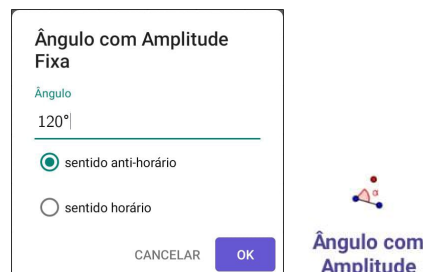 Ângulo com Amplitude
Fixa
Ângulo
120°
sentido anti-horário
sentido horário
CANCELAR OK
α
Ângulo com
Amplitude